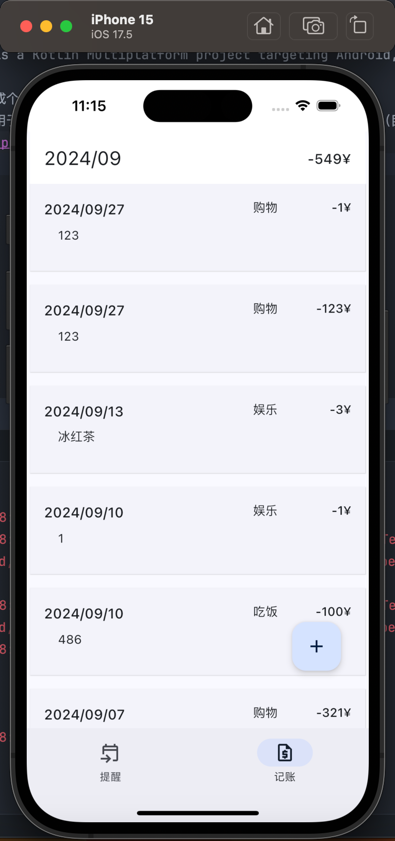 iPhone 15
iOS 17.5
s a Kotlin Multiplatform project targeting Android,
11:15
2024/09 -549¥
2024/09/27 购物 -1¥
123
2024/09/27 购物 -123¥
123
2024/09/13 娱乐 -3¥
冰红茶
2024/09/10 娱乐 -1¥
1
2024/09/10 吃饭 -100¥
486
+
2024/09/07 购物 -321¥
提醒 记账